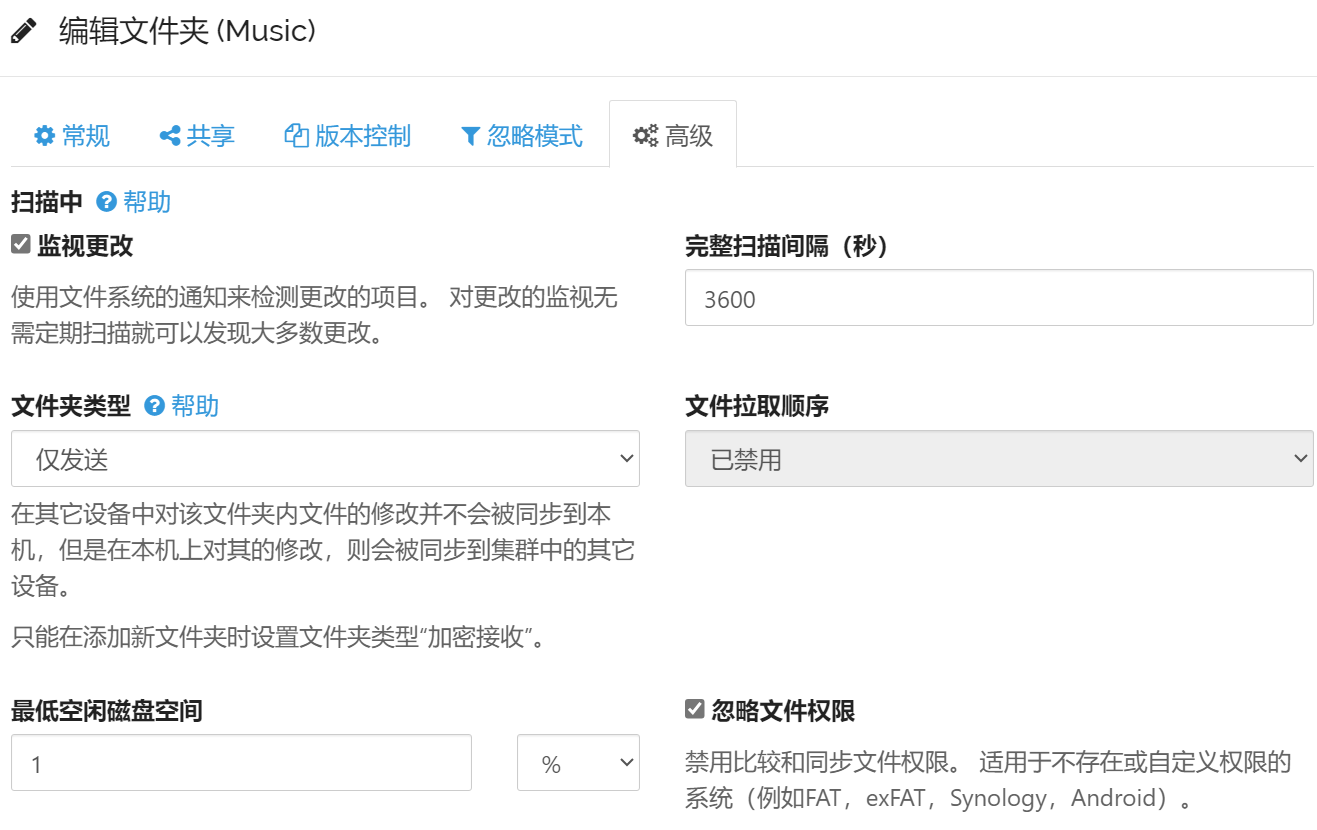 编辑文件夹 (Music)
常规 共享 版本控制 忽略模式 高级
扫描中 帮助
监视更改
使用文件系统的通知来检测更改的项目。 对更改的监视无
需定期扫描就可以发现大多数更改。
完整扫描间隔（秒）
3600
文件夹类型 帮助
仅发送
在其它设备中对该文件夹内文件的修改并不会被同步到本
机，但是在本机上对其的修改，则会被同步到集群中的其它
设备。
只能在添加新文件夹时设置文件夹类型“加密接收”。
文件拉取顺序
已禁用
最低空闲磁盘空间
1 %
忽略文件权限
禁用比较和同步文件权限。 适用于不存在或自定义权限的
系统（例如FAT，exFAT，Synology，Android）。